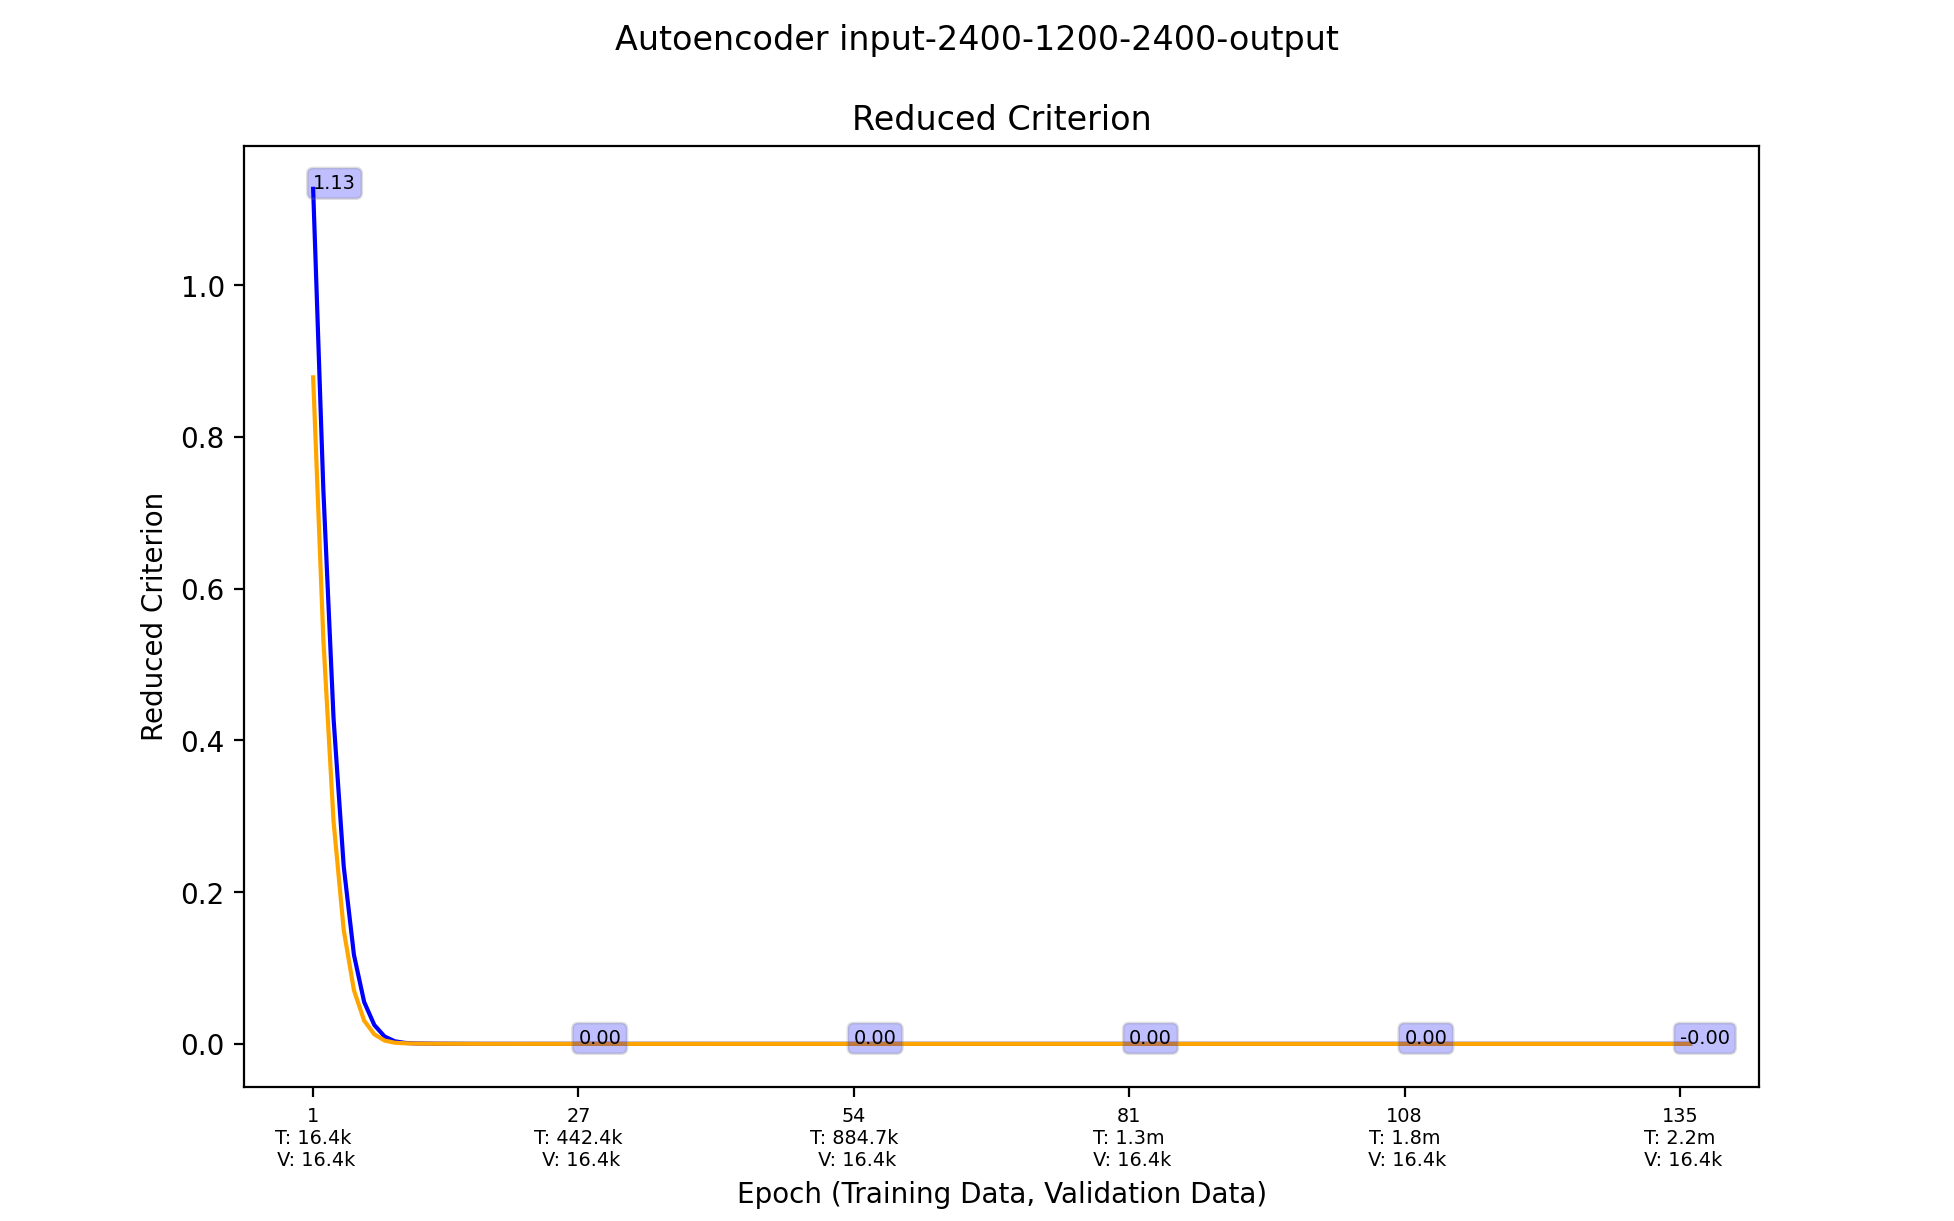 Autoencoder input-2400-1200-2400-output
Reduced Criterion
1.13
1.0
0.8
0.6
0.4
0.2
0.0
Reduced Criterion
0.00
0.00
0.00
0.00
-0.00
1
T: 16.4k
V: 16.4k
27
T: 442.4k
V: 16.4k
54
T: 884.7k
V: 16.4k
81
T: 1.3m
V: 16.4k
108
T: 1.8m
V: 16.4k
135
T: 2.2m
V: 16.4k
Epoch (Training Data, Validation Data)